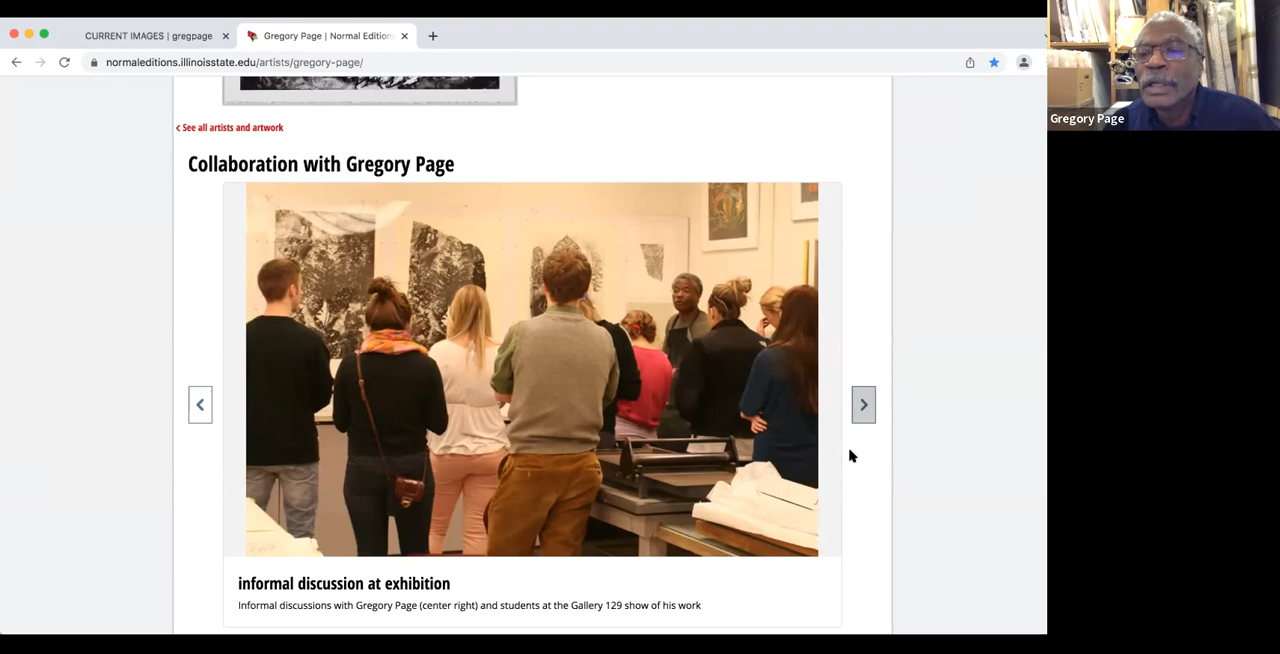 CURRENT IMAGES | gregpage
Gregory Page | Normal Edition
normaleditions.illinoisstate.edu/artists/gregory-page/
Gregory Page
See all artists and artwork
Collaboration with Gregory Page
informal discussion at exhibition
Informal discussions with Gregory Page (center right) and students at the Gallery 129 show of his work